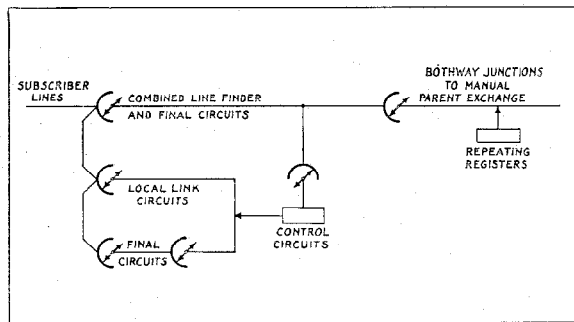 SUBSCRIBER
LINES
COMBINED LINE FINDER
AND FINAL CIRCUITS
BOTHWAY JUNCTIONS
TO MANUAL
PARENT EXCHANGE
REPEATING
REGISTERS
LOCAL LINK
CIRCUITS
CONTROL
CIRCUITS
FINAL
CIRCUITS